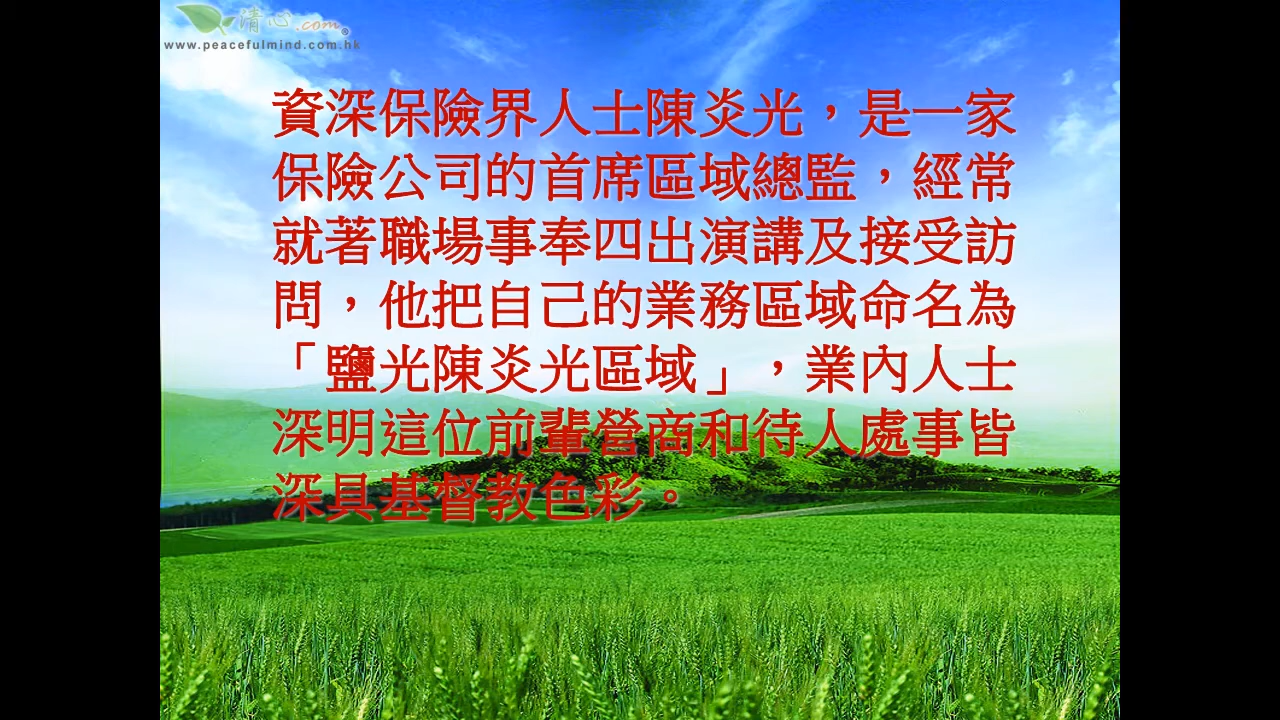 清心.com
www.peacefulmind.com.hk
資深保險界人士陳炎光，是一家
保險公司的首席區域總監，經常
就著職場事奉四出演講及接受訪
問，他把自己的業務區域命名為
「鹽光陳炎光區域」，業內人士
深明這位前輩營商和待人處事皆
深具基督教色彩。